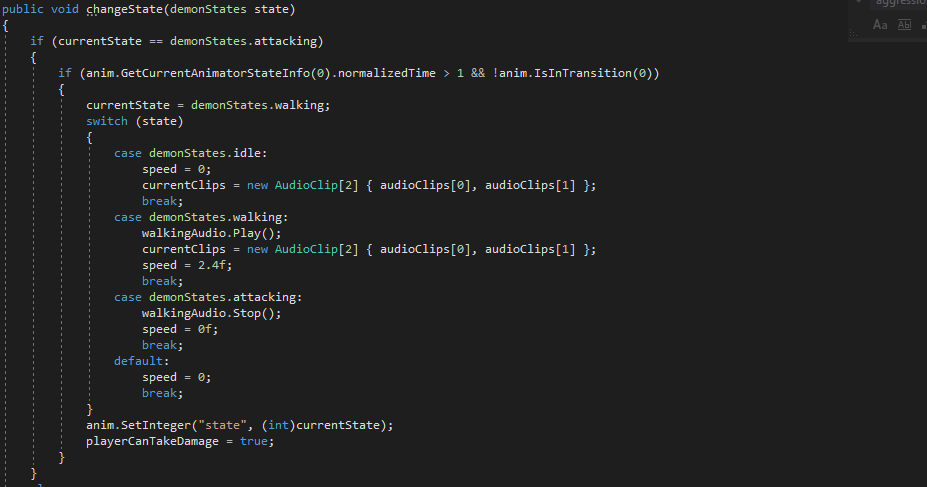 public void changeState(demonStates state)
aggressio
{
Aa Ab
if (currentState == demonStates.attacking)
{
if (anim.GetCurrentAnimatorStateInfo(0).normalizedTime > 1 && !anim.IsInTransition(0))
{
currentState = demonStates.walking;
switch (state)
{
case demonStates.idle:
speed = 0;
currentClips = new AudioClip[2] { audioClips[0], audioClips[1] };
break;
case demonStates.walking:
walkingAudio.Play();
currentClips = new AudioClip[2] { audioClips[0], audioClips[1] };
speed = 2.4f;
break;
case demonStates.attacking:
walkingAudio.Stop();
speed = 0f;
break;
default:
speed = 0;
break;
}
anim.SetInteger("state", (int)currentState);
playerCanTakeDamage = true;
}
}